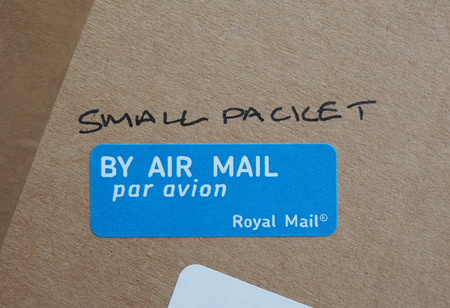 SMALL PACKET
BY AIR MAIL
par avion
Royal Mail®